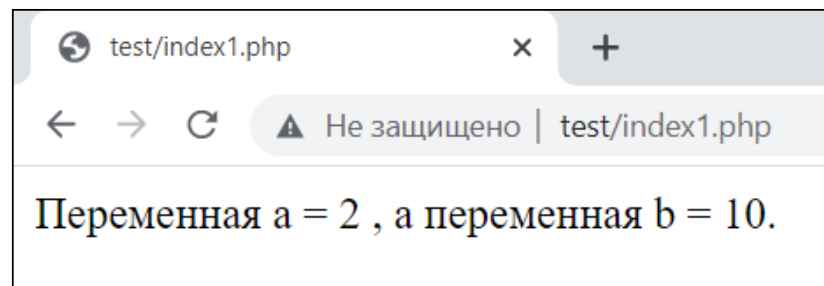 test/index1.php
Не защищено | test/index1.php
Переменная a = 2 , а переменная b = 10.